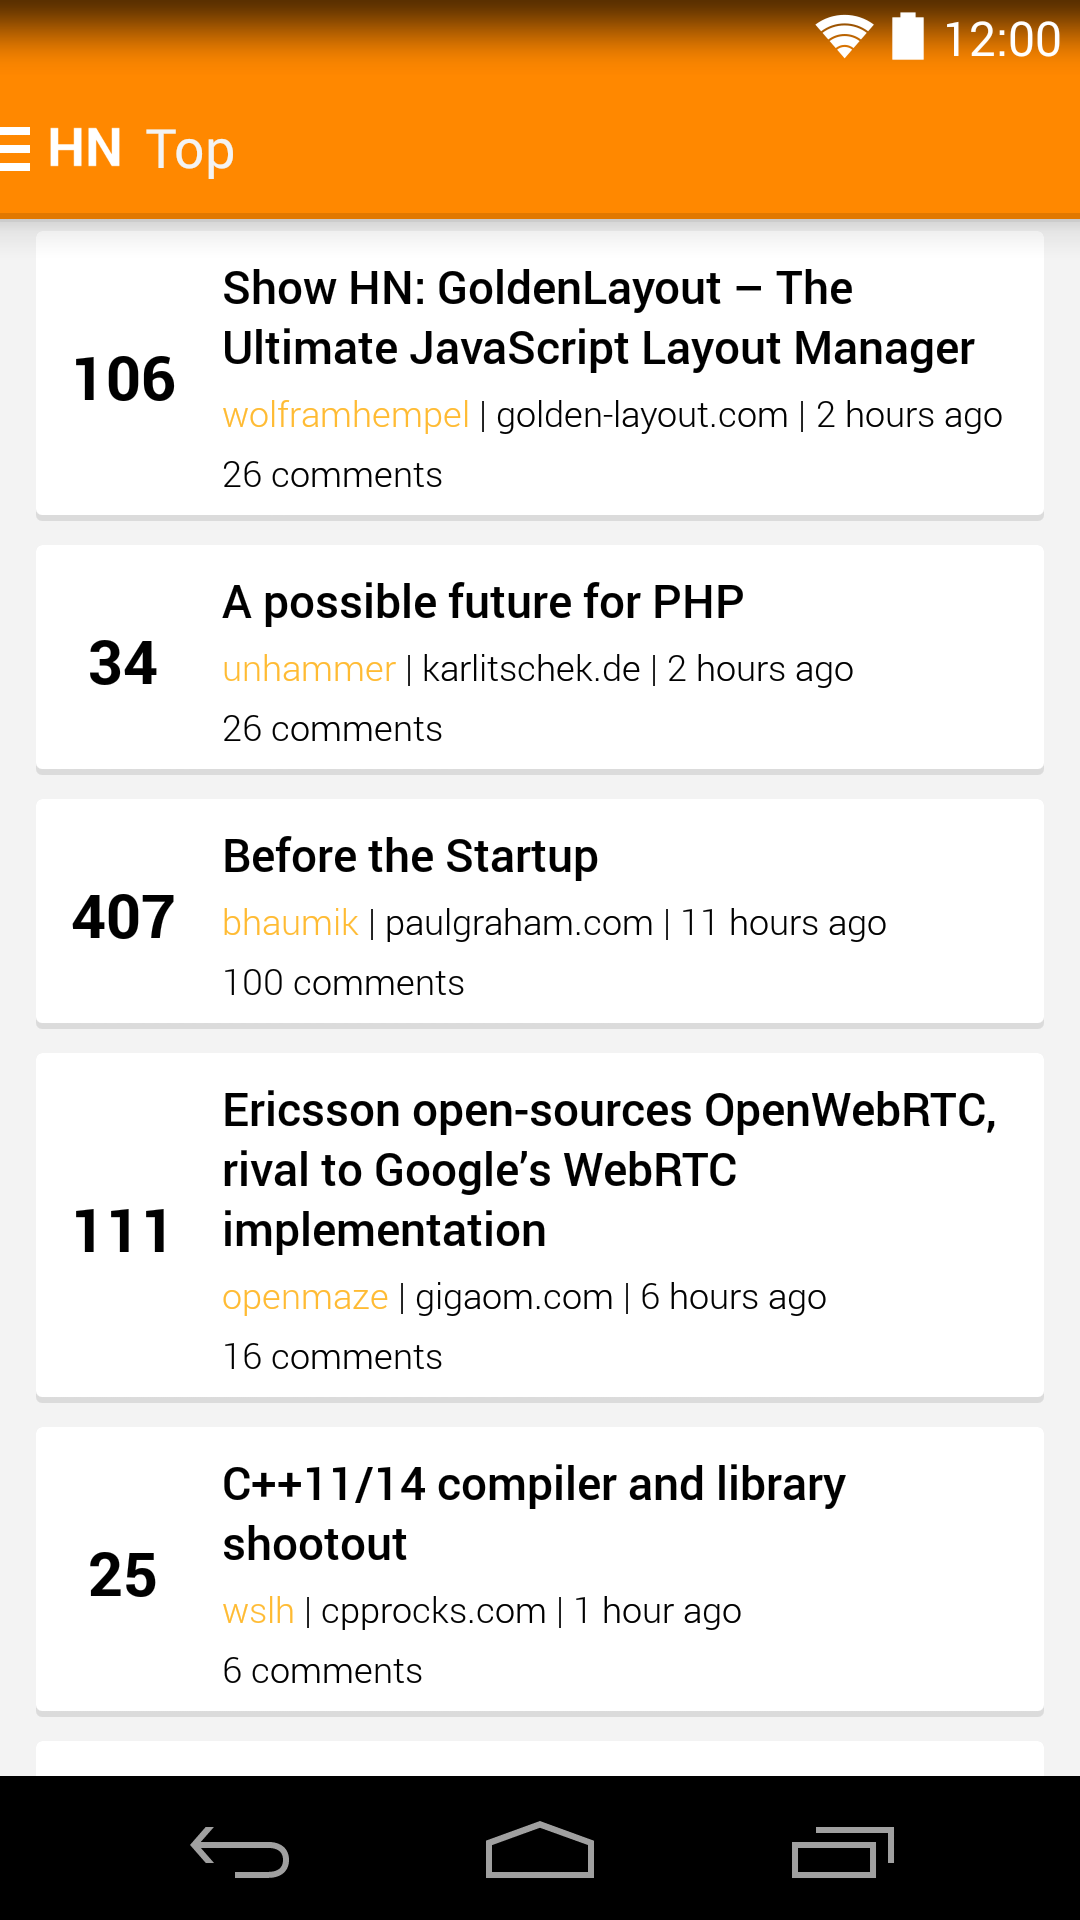 12:00
HN Top
Show HN: GoldenLayout – The
Ultimate JavaScript Layout Manager
106
wolframhempel | golden-layout.com | 2 hours ago
26 comments
A possible future for PHP
34
unhammer | karlitschek.de | 2 hours ago
26 comments
Before the Startup
407
bhaumik | paulgraham.com | 11 hours ago
100 comments
Ericsson open-sources OpenWebRTC,
rival to Google’s WebRTC
implementation
111
openmaze | gigaom.com | 6 hours ago
16 comments
C++11/14 compiler and library
shootout
25
wslh | cpprocks.com | 1 hour ago
6 comments